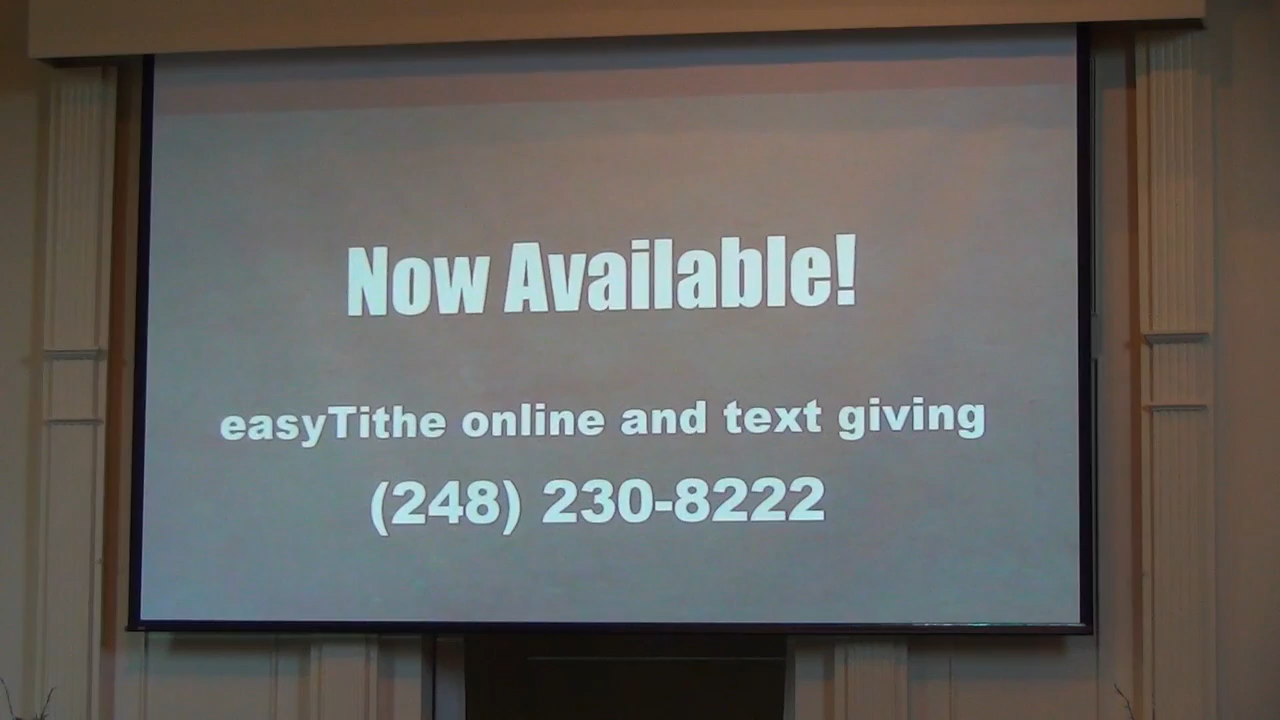 Now Available!
easyTithe online and text giving
(248) 230-8222